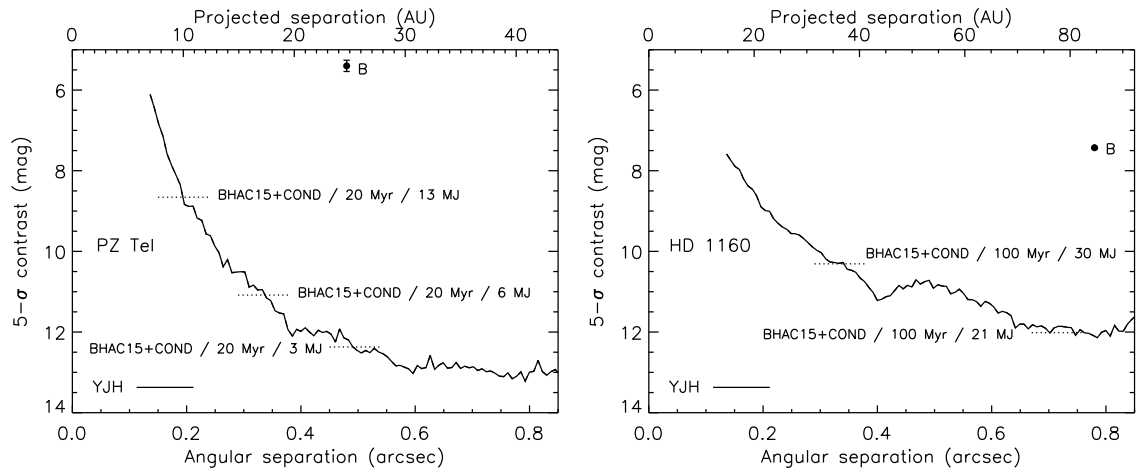 Projected separation (AU)
0 10 20 30 40
5-σ contrast (mag)
6
8
10
12
14
B
BHAC15+COND / 20 Myr / 13 MJ
PZ Tel
BHAC15+COND / 20 Myr / 6 MJ
BHAC15+COND / 20 Myr / 3 MJ
YJH
0.0 0.2 0.4 0.6 0.8
Angular separation (arcsec)
Projected separation (AU)
0 20 40 60 80
5-σ contrast (mag)
6
8
10
12
14
B
HD 1160
BHAC15+COND / 100 Myr / 30 MJ
BHAC15+COND / 100 Myr / 21 MJ
YJH
0.0 0.2 0.4 0.6 0.8
Angular separation (arcsec)